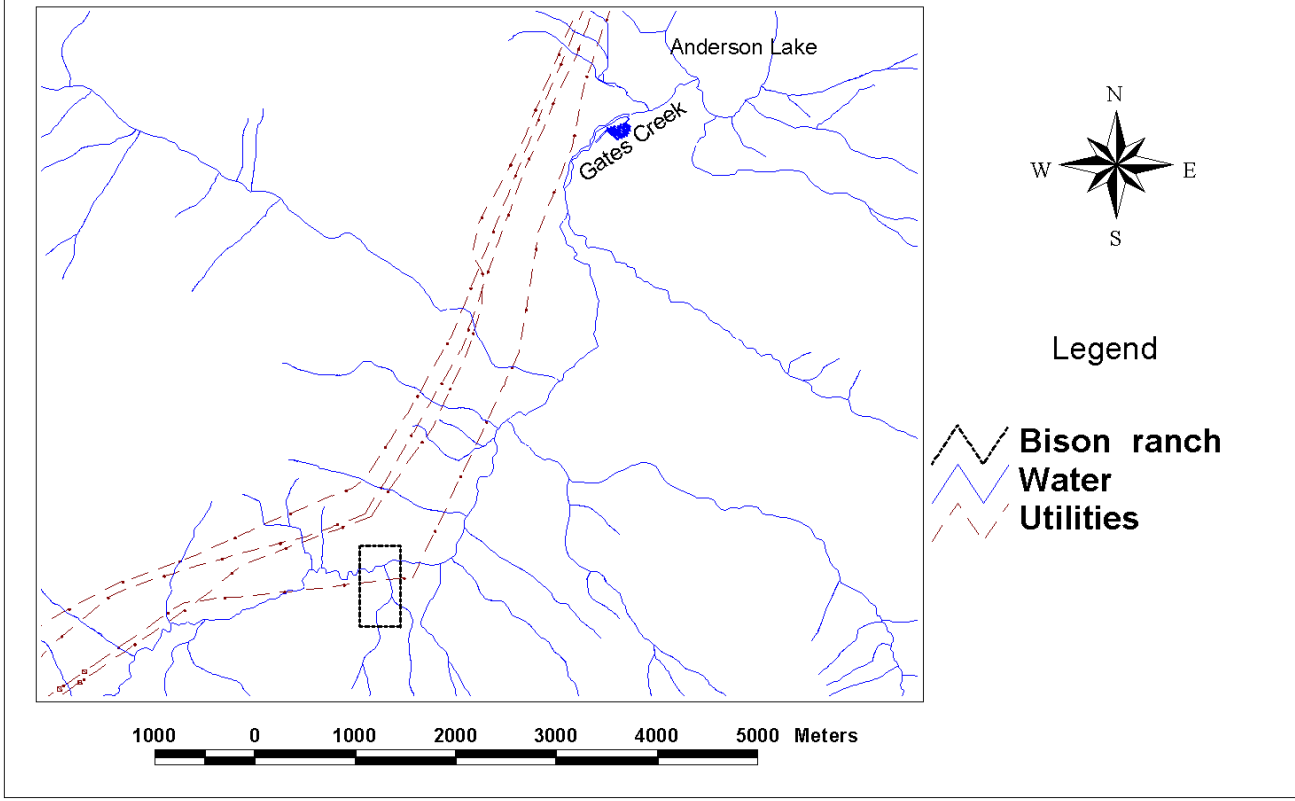 Anderson Lake
Gates Creek
N
W E
S
Legend
Bison ranch
Water
Utilities
1000 0 1000 2000 3000 4000 5000 Meters